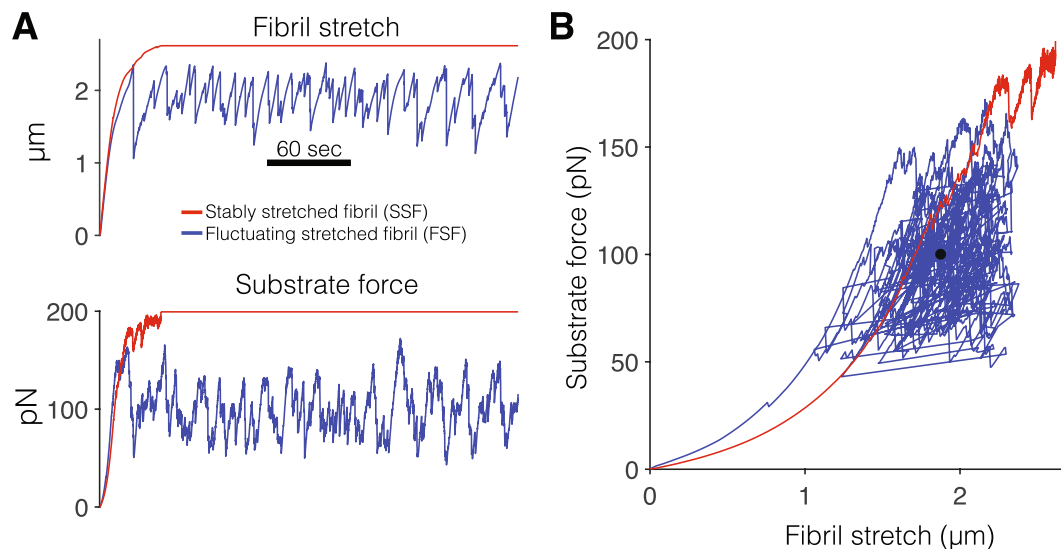 A
Fibril stretch
µm
2
1
0
60 sec
Stably stretched fibril (SSF)
Fluctuating stretched fibril (FSF)
Substrate force
pN
200
100
0
B
Substrate force (pN)
200
150
100
50
0
0 1 2
Fibril stretch (µm)